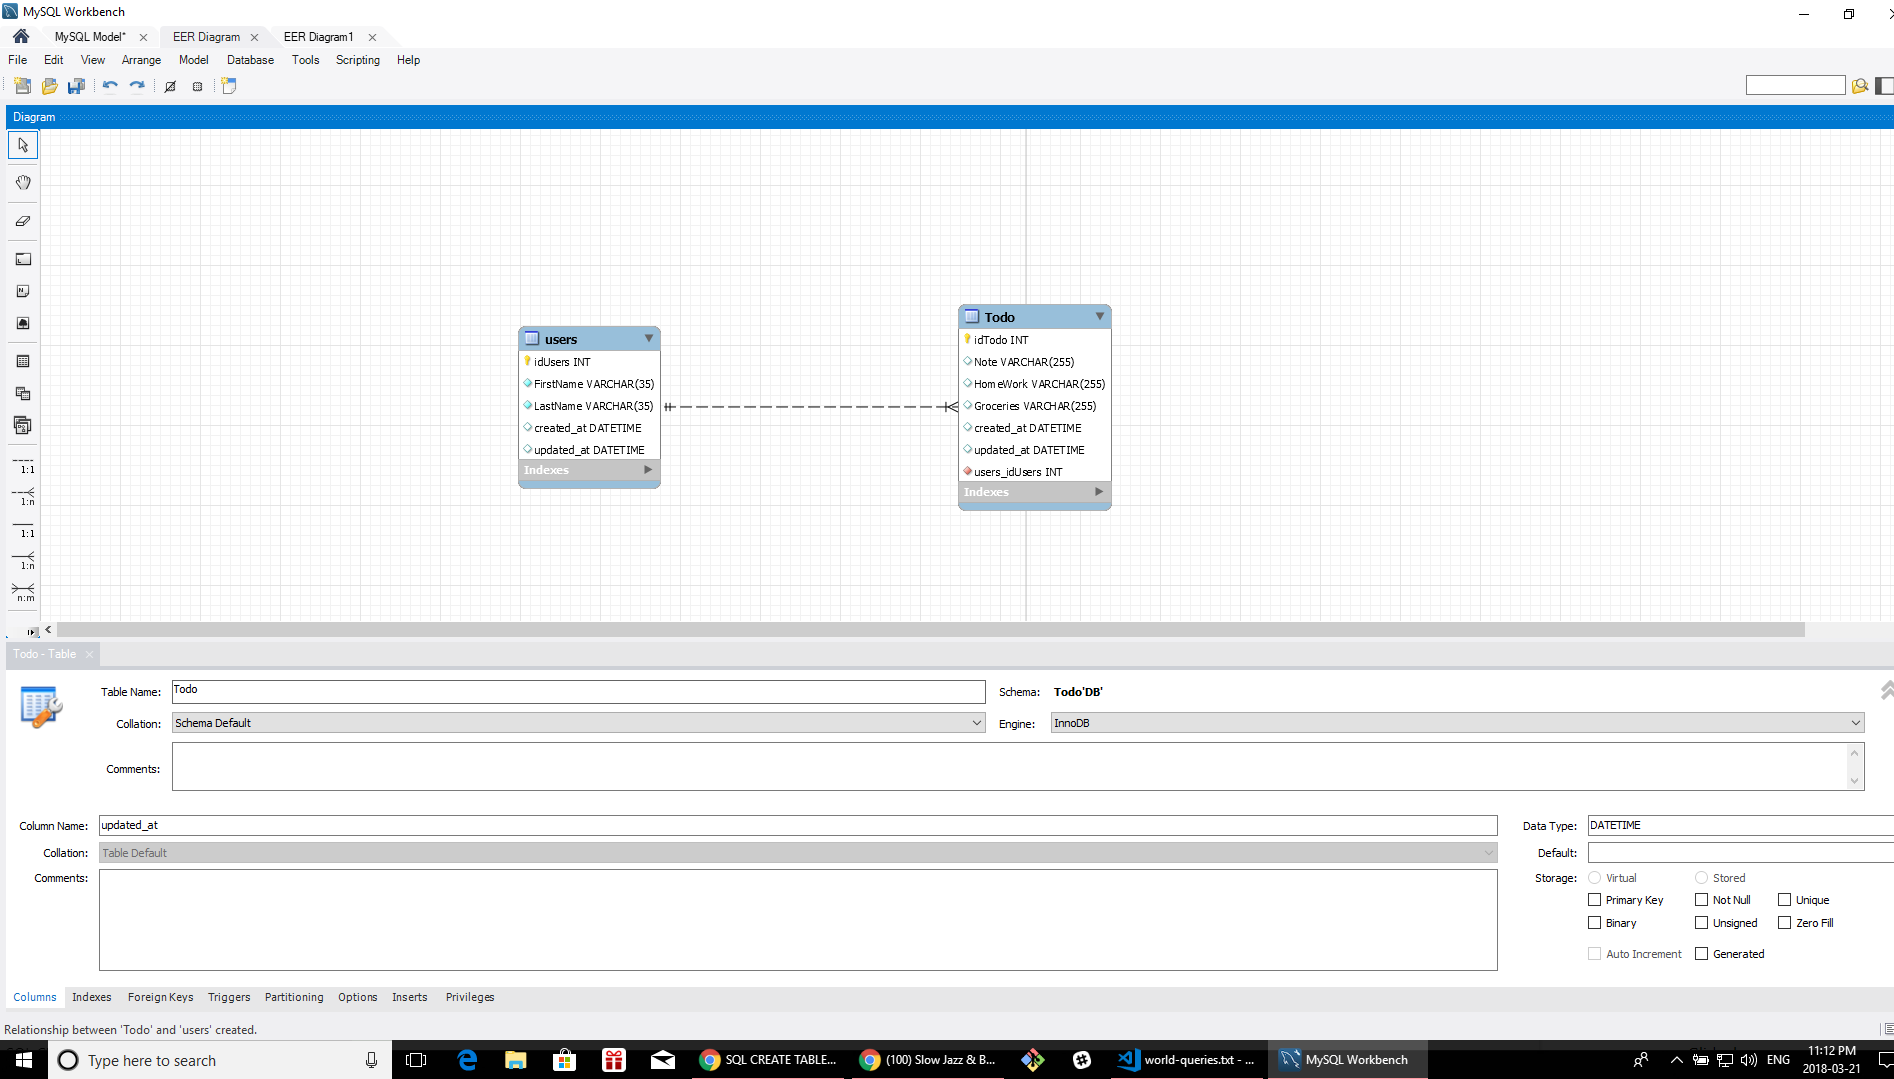 MySQL Workbench
MySQL Model* EER Diagram EER Diagram1
File Edit View Arrange Model Database Tools Scripting Help
Diagram
users
idUsers INT
FirstName VARCHAR(35)
LastName VARCHAR(35)
created_at DATETIME
updated_at DATETIME
Indexes
Todo
idTodo INT
Note VARCHAR(255)
HomeWork VARCHAR(255)
Groceries VARCHAR(255)
created_at DATETIME
updated_at DATETIME
users_idUsers INT
Indexes
1:1
1:n
1:1
1:n
n:m
Todo - Table
Table Name: Todo Schema: Todo'DB'
Collation: Schema Default Engine: InnoDB
Comments:
Column Name: updated_at Data Type: DATETIME
Collation: Table Default Default:
Comments: Storage: Virtual Stored
Primary Key Not Null Unique
Binary Unsigned Zero Fill
Auto Increment Generated
Columns Indexes Foreign Keys Triggers Partitioning Options Inserts Privileges
Relationship between 'Todo' and 'users' created.
Type here to search SQL CREATE TABLE... (100) Slow Jazz & B... world-queries.txt - ... MySQL Workbench ENG 11:12 PM
2018-03-21